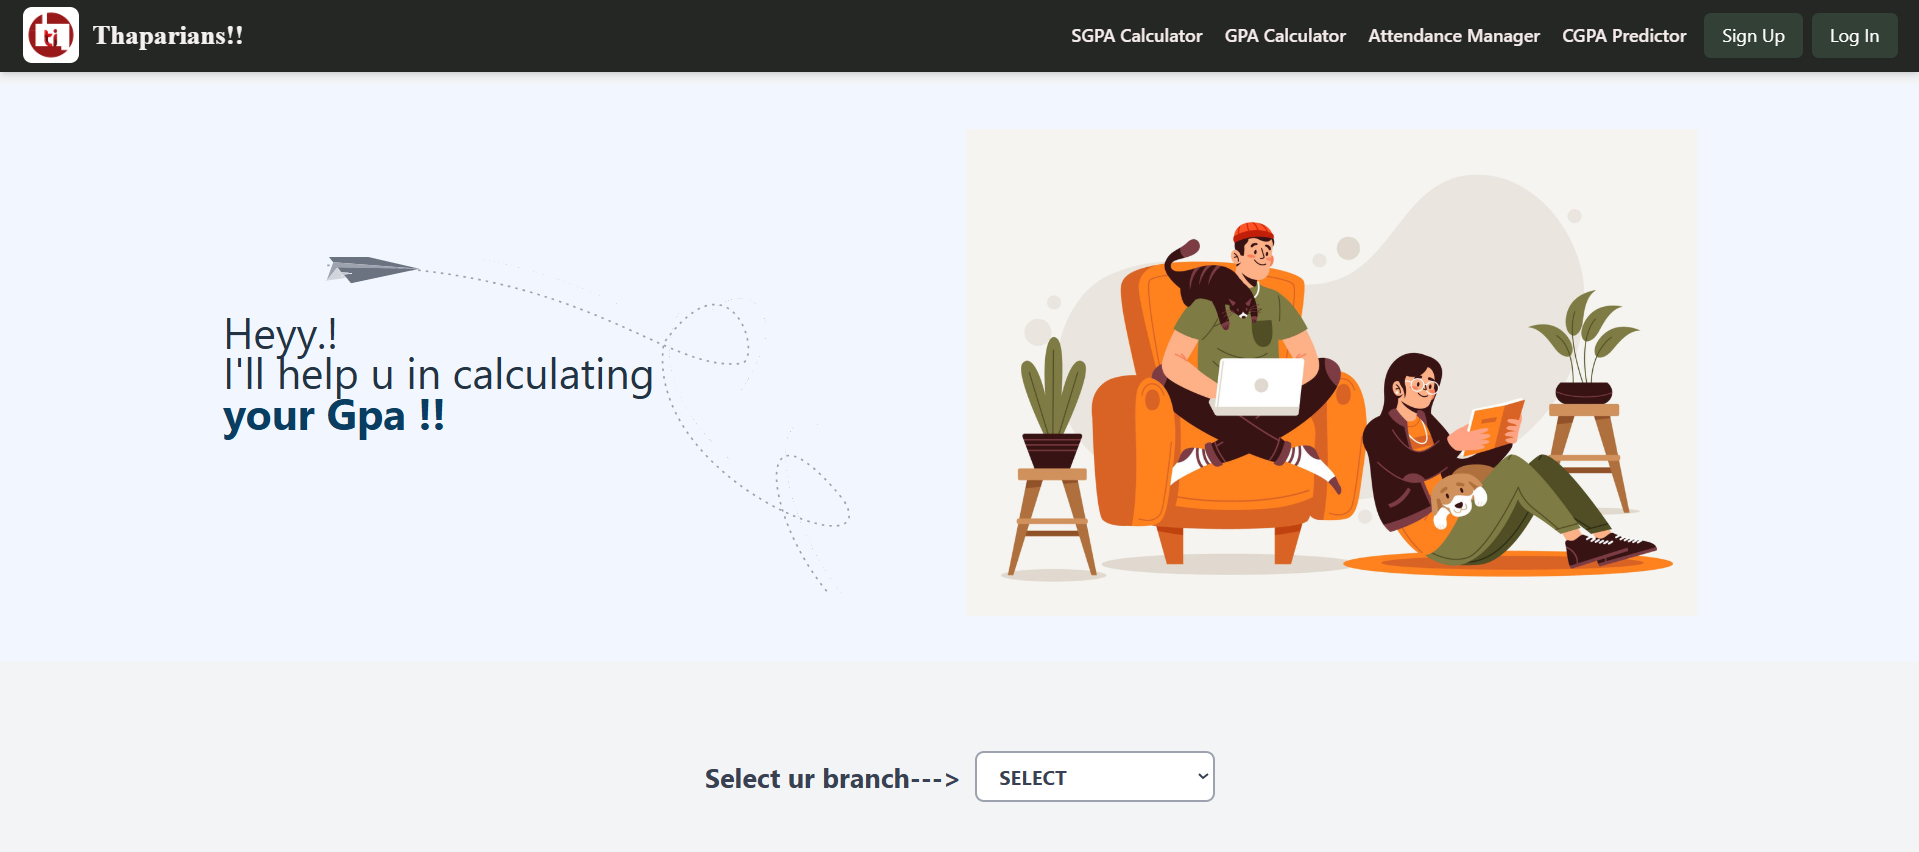 ti
Thaparians!!
SGPA Calculator
GPA Calculator
Attendance Manager
CGPA Predictor
Sign Up
Log In
Heyy.!
I'll help u in calculating
your Gpa !!
Select ur branch--->
SELECT